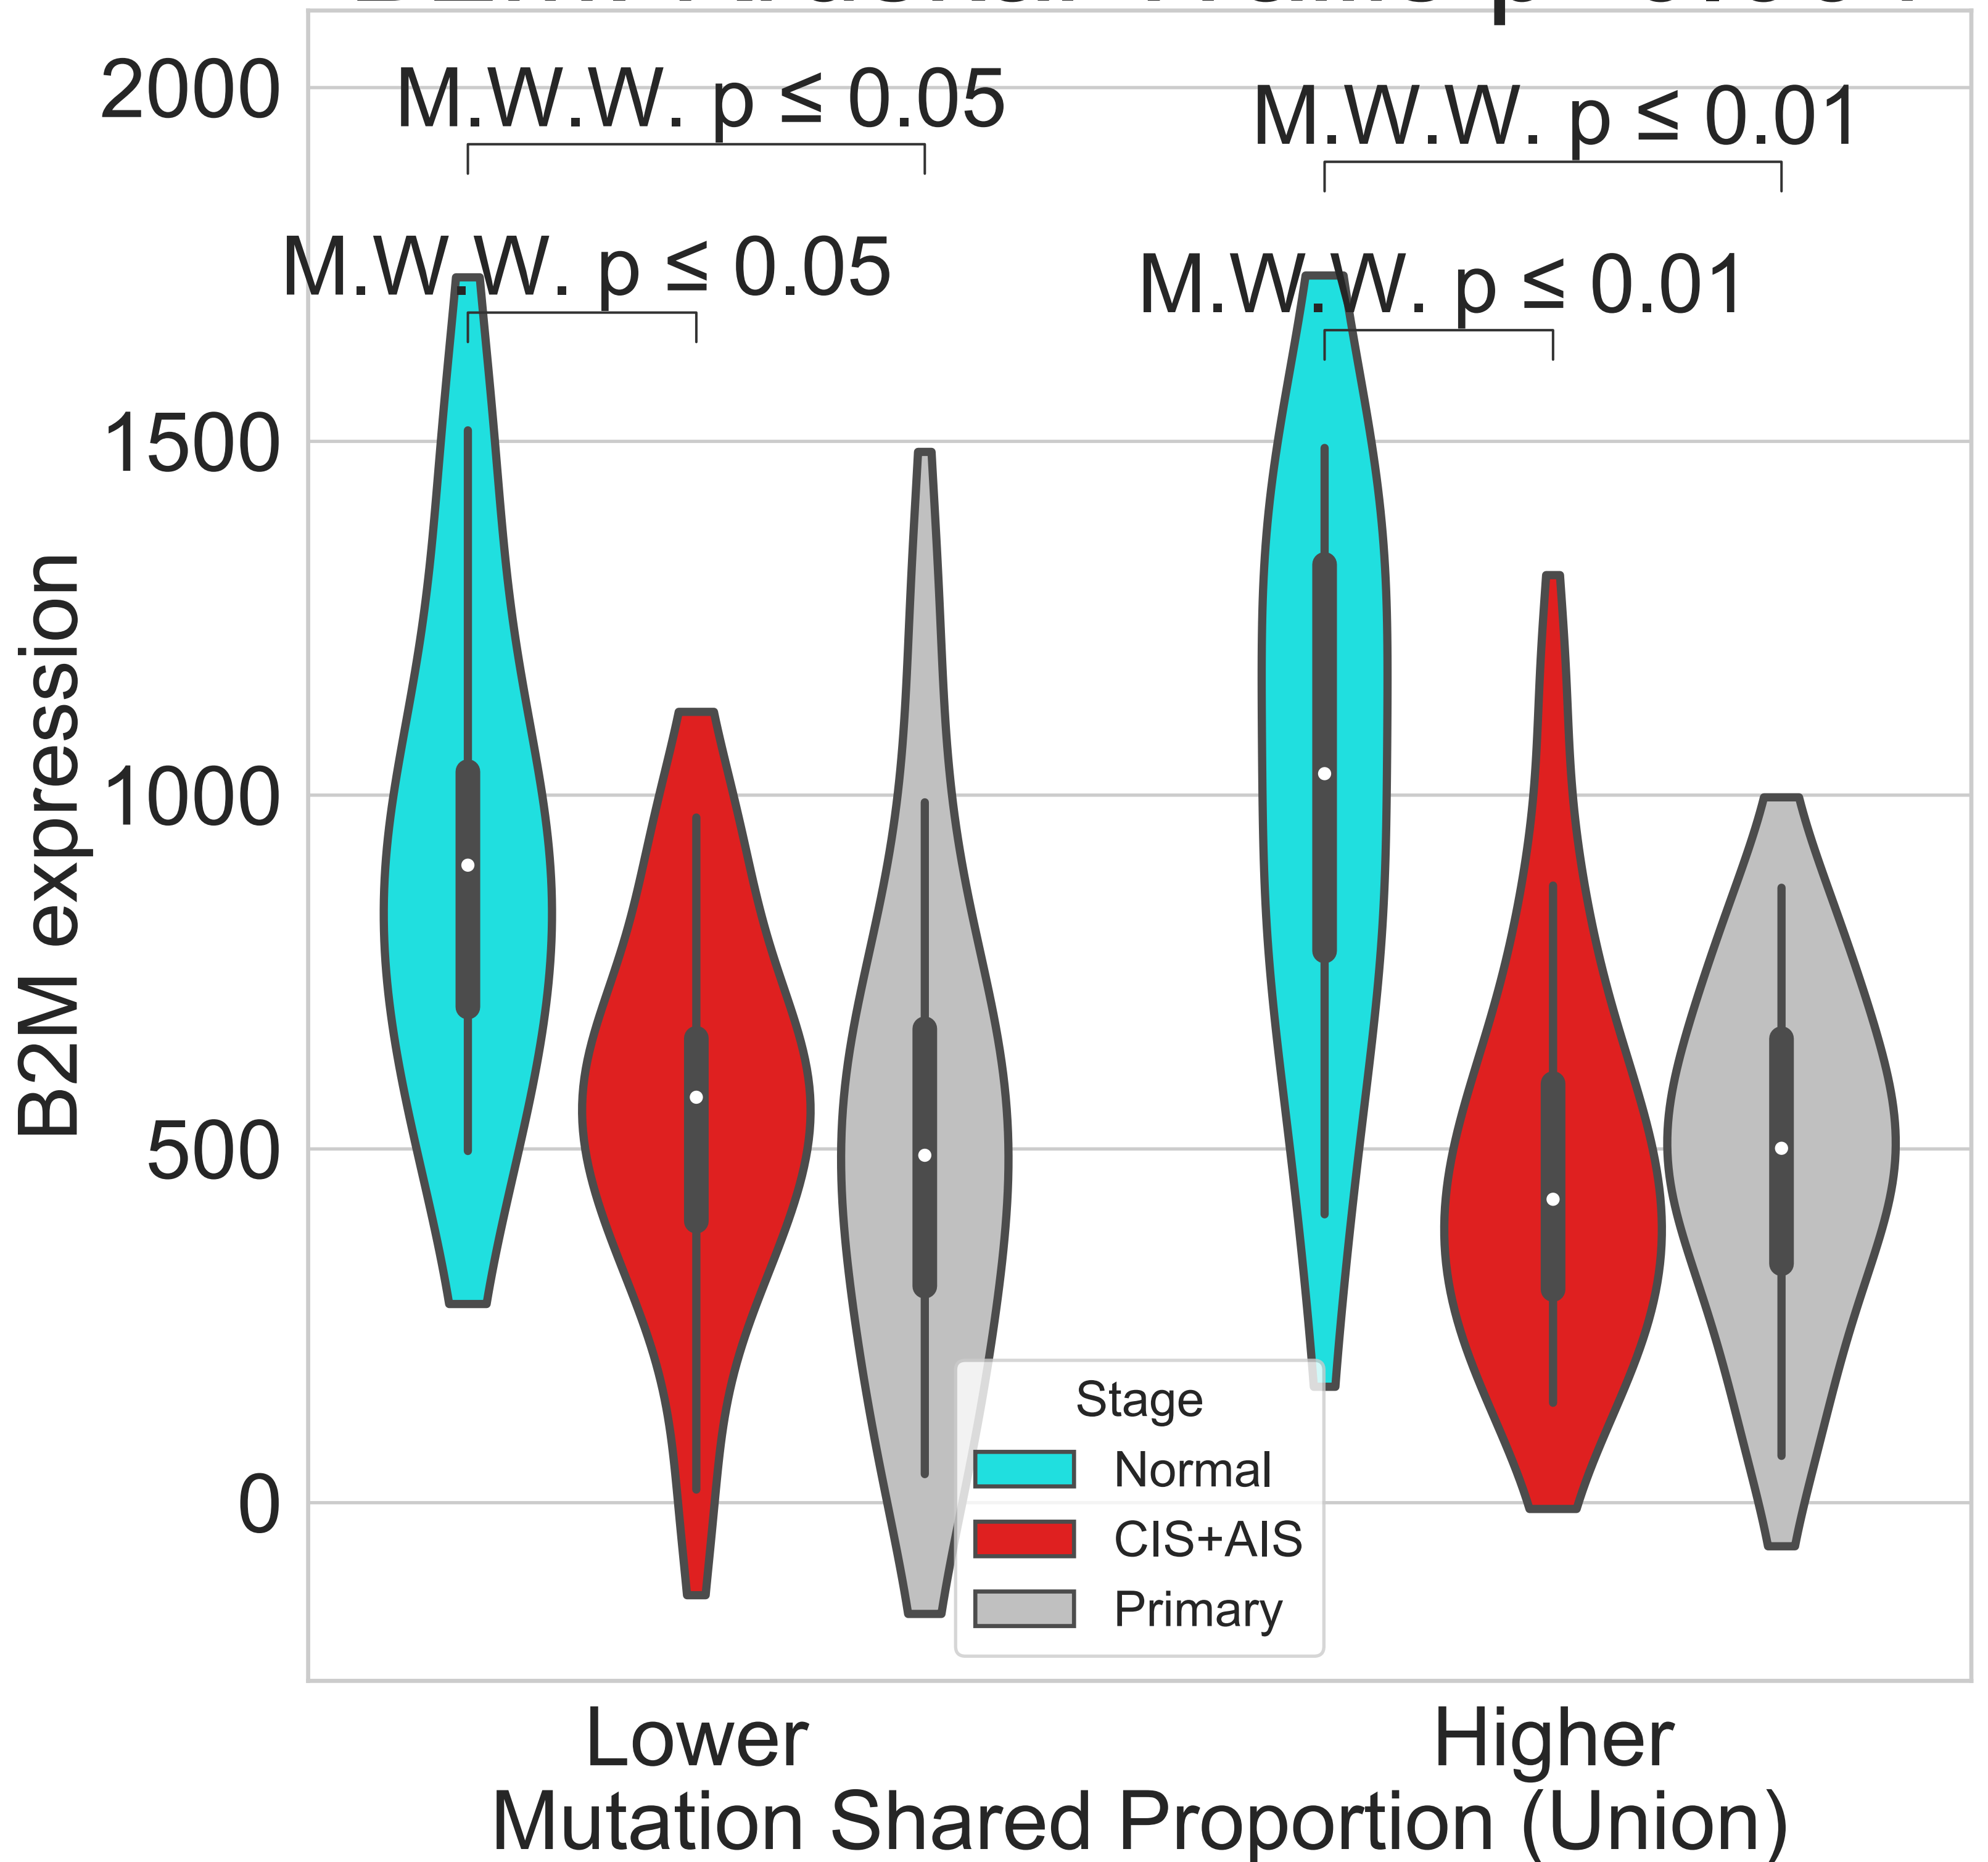 M.W.W. p ≤ 0.05
M.W.W. p ≤ 0.01
M.W.W. p ≤ 0.05
M.W.W. p ≤ 0.01
2000
1500
1000
500
0
B2M expression
Stage
Normal
CIS+AIS
Primary
Lower
Higher
Mutation Shared Proportion (Union)